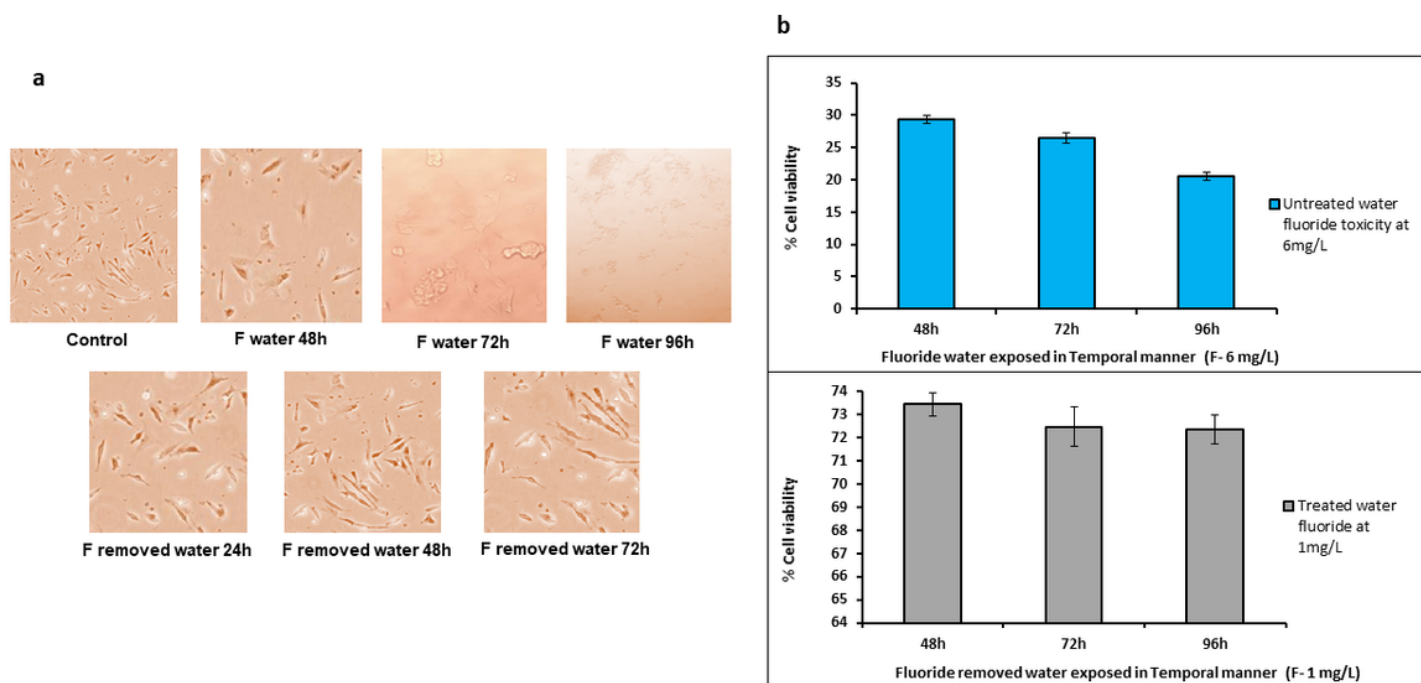 a
Control
F water 48h
F water 72h
F water 96h
F removed water 24h
F removed water 48h
F removed water 72h
b
% Cell viability
35
30
25
20
15
10
5
0
48h
72h
96h
Fluoride water exposed in Temporal manner (F- 6 mg/L)
Untreated water
fluoride toxicity at
6mg/L
% Cell viability
74
73
72
71
70
69
68
67
66
65
64
48h
72h
96h
Fluoride removed water exposed in Temporal manner (F- 1 mg/L)
Treated water
fluoride at
1mg/L